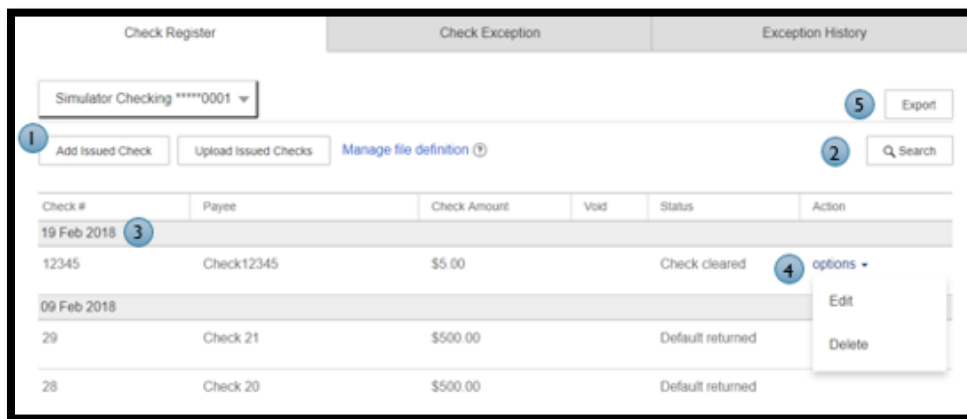 Check Register Check Exception Exception History
Simulator Checking *****0001
5 Export
1
Add Issued Check Upload Issued Checks Manage file definition ? 2 Search
Check # Payee Check Amount Void Status Action
19 Feb 2018 3
12345 Check12345 $5.00 Check cleared 4 options
Edit
09 Feb 2018
29 Check 21 $500.00 Default returned
Delete
28 Check 20 $500.00 Default returned